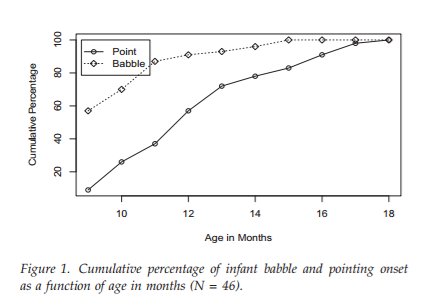 Point
Babble
Cumulative Percentage
100
80
60
40
20
10
12
14
16
18
Age in Months
Figure 1. Cumulative percentage of infant babble and pointing onset
as a function of age in months (N = 46).